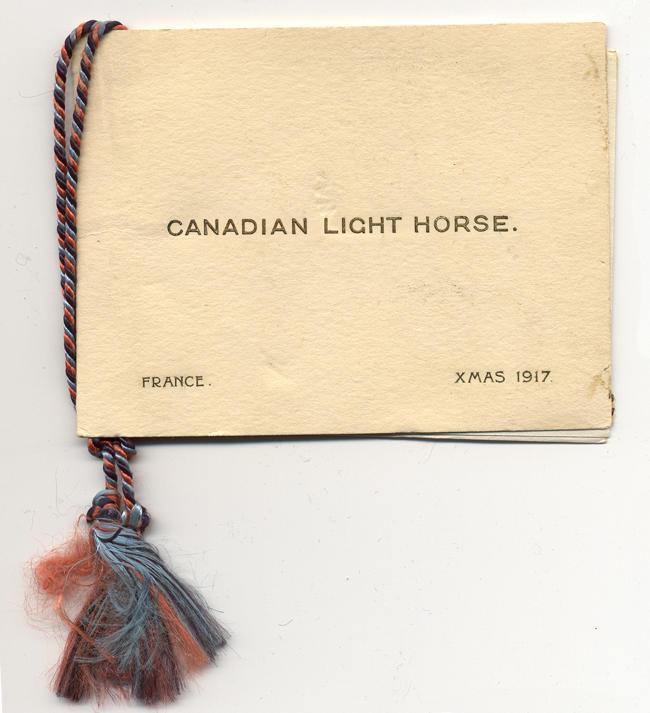 CANADIAN LIGHT HORSE.
FRANCE.
XMAS 1917.